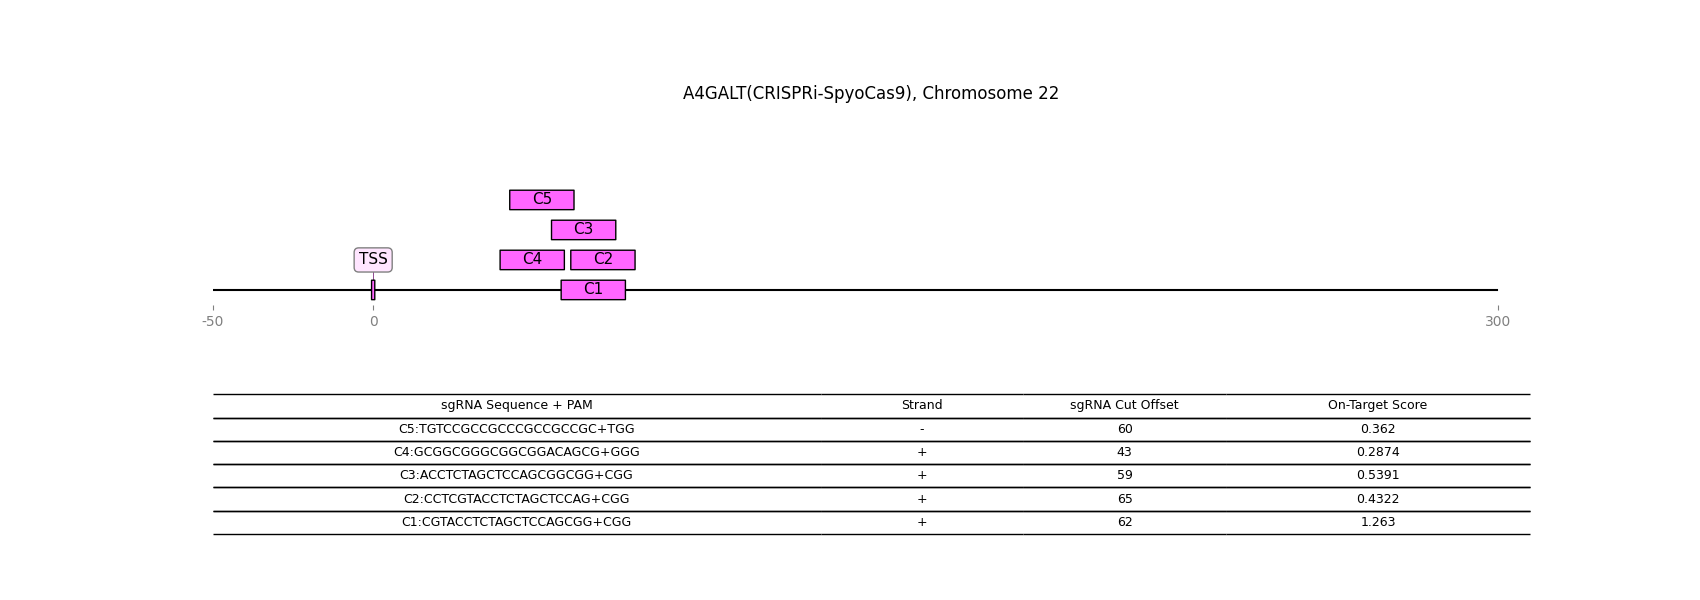 A4GALT(CRISPRi-SpyoCas9), Chromosome 22
C5
C3
TSS C4 C2
C1
-50 0 300
sgRNA Sequence + PAM Strand sgRNA Cut Offset On-Target Score
C5:TGTCCGCCGCCCGCCGCCGC+TGG - 60 0.362
C4:GCGGCGGGCGGCGGACAGCG+GGG + 43 0.2874
C3:ACCTCTAGCTCCAGCGGCGG+CGG + 59 0.5391
C2:CCTCGTACCTCTAGCTCCAG+CGG + 65 0.4322
C1:CGTACCTCTAGCTCCAGCGG+CGG + 62 1.263